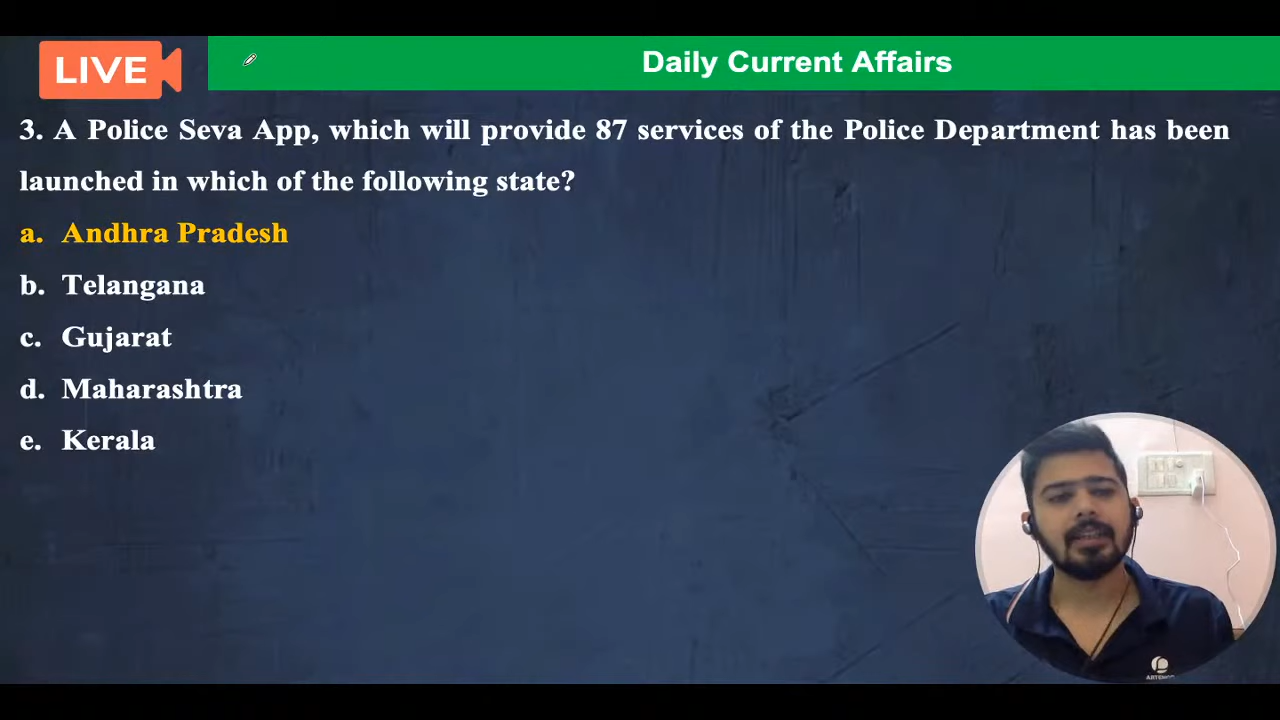 LIVE
Daily Current Affairs
3. A Police Seva App, which will provide 87 services of the Police Department has been
launched in which of the following state?
a. Andhra Pradesh
b. Telangana
c. Gujarat
d. Maharashtra
e. Kerala